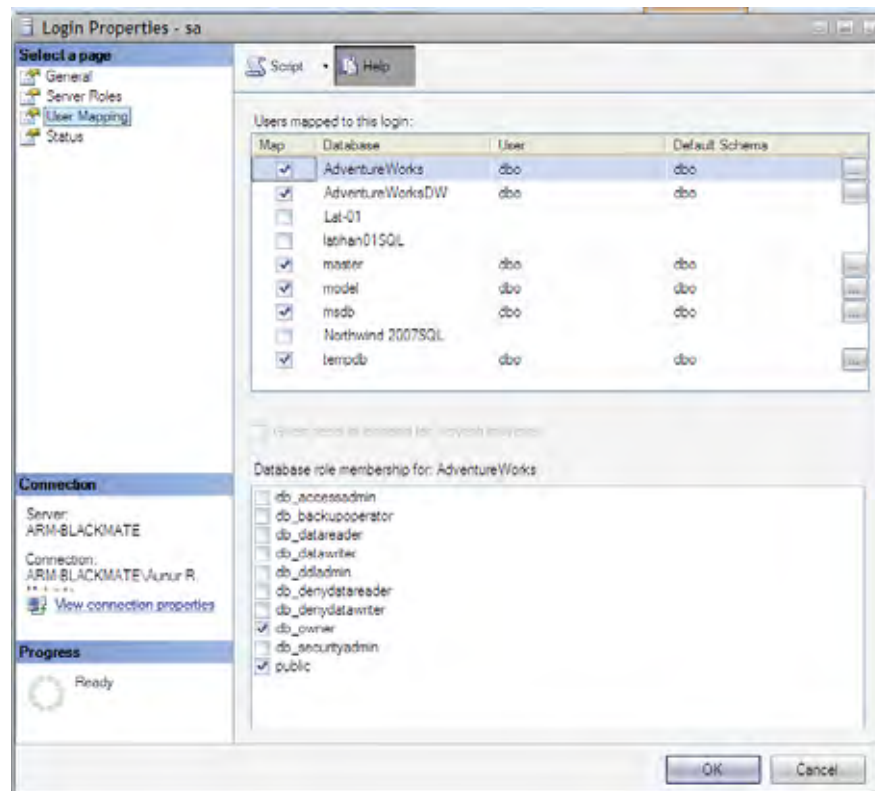 Login Properties - sa
Select a page
General
Server Roles
User Mapping
Status
Script
Help
Users mapped to this login:
Map Database User Default Schema
AdventureWorks dbo dbo
AdventureWorksDW dbo dbo
Lat-01
latihan01SQL
master dbo dbo
model dbo dbo
msdb dbo dbo
Northwind 2007SQL
tempdb dbo dbo
Database role membership for: AdventureWorks
db_accessadmin
db_backupoperator
db_datareader
db_datawriter
db_ddladmin
db_denydatareader
db_denydatawriter
db_owner
db_securityadmin
public
Connection
Server:
ARM-BLACKMATE
Connection:
ARM-BLACKMATE\Aunur R.
View connection properties
Progress
Ready
OK
Cancel